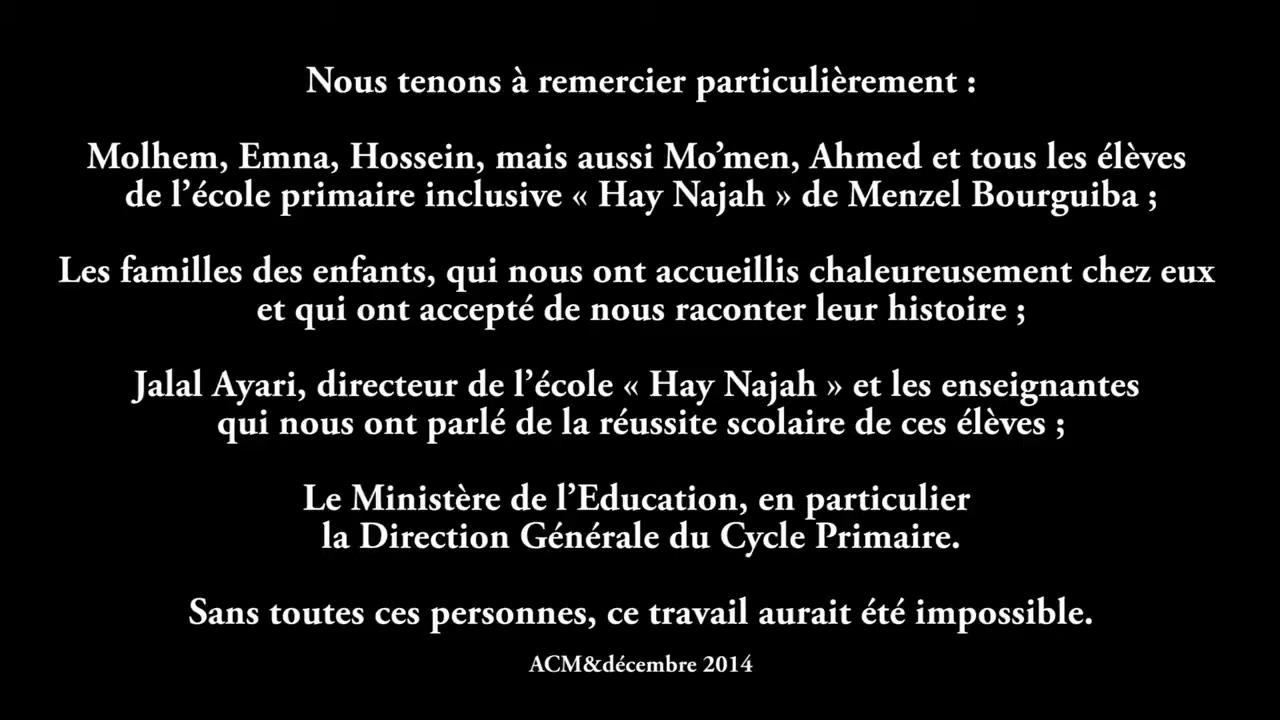 Nous tenons à remercier particulièrement :
Molhem, Emna, Hossein, mais aussi Mo’men, Ahmed et tous les élèves
de l’école primaire inclusive « Hay Najah » de Menzel Bourguiba ;
Les familles des enfants, qui nous ont accueillis chaleureusement chez eux
et qui ont accepté de nous raconter leur histoire ;
Jalal Ayari, directeur de l’école « Hay Najah » et les enseignantes
qui nous ont parlé de la réussite scolaire de ces élèves ;
Le Ministère de l’Education, en particulier
la Direction Générale du Cycle Primaire.
Sans toutes ces personnes, ce travail aurait été impossible.
ACM&décembre 2014